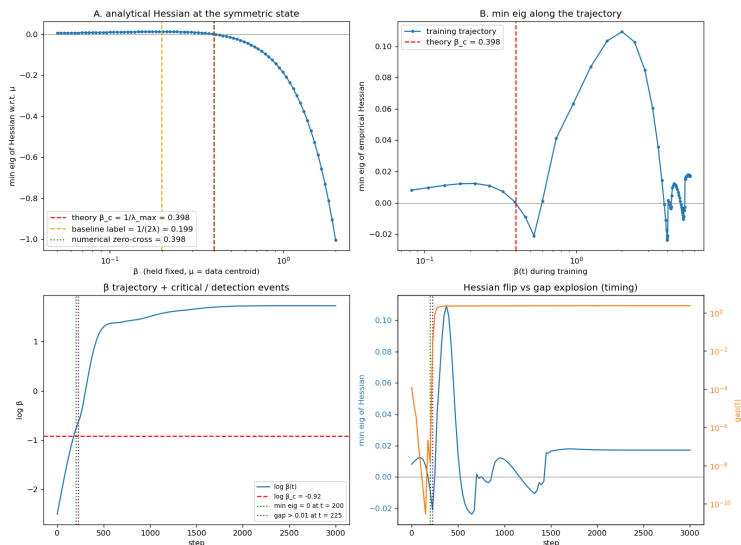 A. analytical Hessian at the symmetric state
min eig of Hessian w.r.t. μ
0.0
−0.2
−0.4
−0.6
−0.8
−1.0
theory β_c = 1/λ_max = 0.398
baseline label = 1/(2λ) = 0.199
numerical zero-cross = 0.398
10⁻¹
10⁰
β (held fixed, μ = data centroid)
B. min eig along the trajectory
min eig of empirical Hessian
0.10
0.08
0.06
0.04
0.02
0.00
−0.02
training trajectory
theory β_c = 0.398
10⁻¹
10⁰
β(t) during training
β trajectory + critical / detection events
log β
1
0
−1
−2
log β(t)
log β_c = -0.92
min eig = 0 at t = 200
gap > 0.01 at t = 225
0
500
1000
1500
2000
2500
3000
step
Hessian flip vs gap explosion (timing)
min eig of Hessian
0.10
0.08
0.06
0.04
0.02
0.00
−0.02
10⁰
10⁻²
10⁻⁴
10⁻⁶
10⁻⁸
10⁻¹⁰
gap(t)
0
500
1000
1500
2000
2500
3000
step